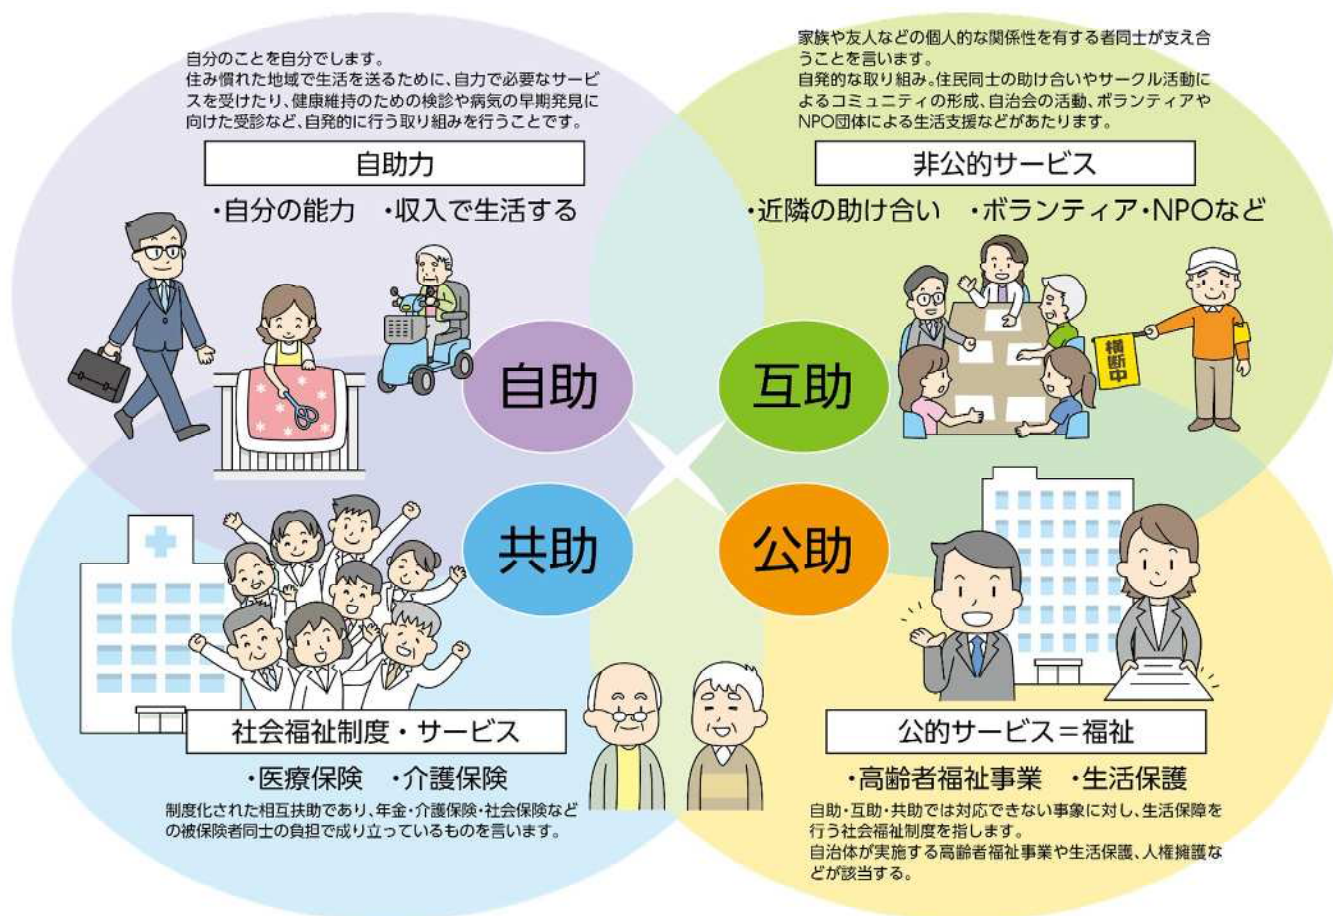 自分のことを自分でします。
住み慣れた地域で生活を送るために、自力で必要なサービ
スを受けたり、健康維持のための検診や病気の早期発見に
向けた受診など、自発的に行う取り組みを行うことです。
自助力
・自分の能力 ・収入で生活する
家族や友人などの個人的な関係性を有する者同士が支え合
うことを言います。
自発的な取り組み。住民同士の助け合いやサークル活動に
よるコミュニティの形成、自治会の活動、ボランティアや
NPO団体による生活支援などがあたります。
非公的サービス
・近隣の助け合い ・ボランティア・NPOなど
横断中
自助
互助
共助
公助
社会福祉制度・サービス
・医療保険 ・介護保険
制度化された相互扶助であり、年金・介護保険・社会保険など
の被保険者同士の負担で成り立っているものを言います。
公的サービス＝福祉
・高齢者福祉事業 ・生活保護
自助・互助・共助では対応できない事象に対し、生活保障を
行う社会福祉制度を指します。
自治体が実施する高齢者福祉事業や生活保護、人権擁護な
どが該当する。